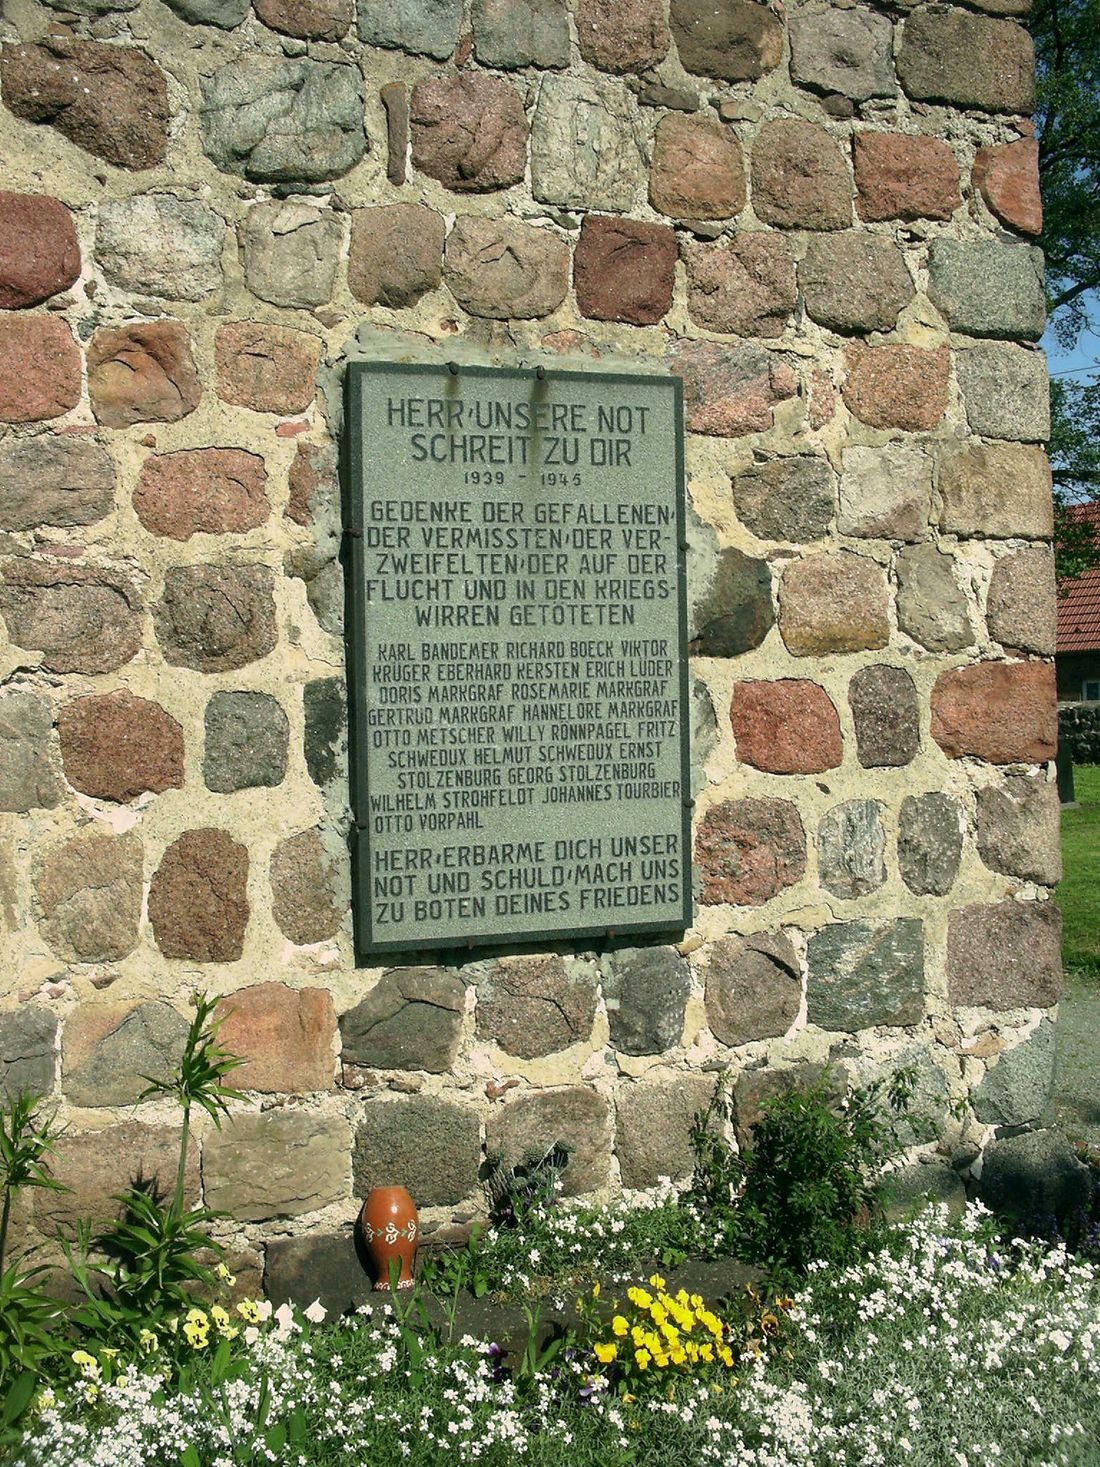 HERR, UNSERE NOT
SCHREIT ZU DIR
1939 - 1945
GEDENKE DER GEFALLENEN,
DER VERMISSTEN, DER VER-
ZWEIFELTEN, DER AUF DER
FLUCHT UND IN DEN KRIEGS-
WIRREN GETÖTETEN
KARL BANDEMER RICHARD BOECK VIKTOR
KRÜGER EBERHARD KERSTEN ERICH LÜDER
DORIS MARKGRAF ROSEMARIE MARKGRAF
GERTRUD MARKGRAF HANNELORE MARKGRAF
OTTO METSCHER WILLY RÖNNPAGEL FRITZ
SCHWEDUX HELMUT SCHWEDUX ERNST
STOLZENBURG GEORG STOLZENBURG
WILHELM STROHFELDT JOHANNES TOURBIER
OTTO VORPAHL
HERR, ERBARME DICH UNSER
NOT UND SCHULD, MACH UNS
ZU BOTEN DEINES FRIEDENS